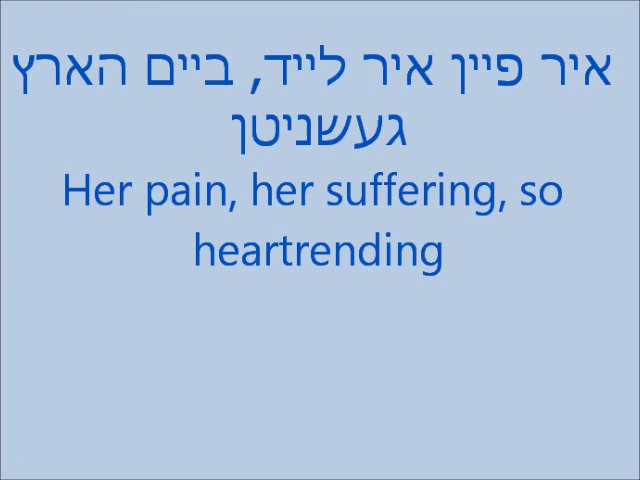 איר פיין איר לייד, ביים הארץ
געשניטן
Her pain, her suffering, so
heartrending